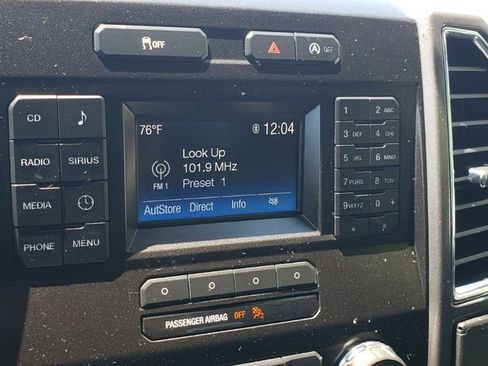 OFF
OFF
CD
RADIO SIRIUS
MEDIA
PHONE MENU
76°F 12:04
Look Up
101.9 MHz
FM 1 Preset 1
AutoStore Direct Info
1 2 ABC
3 DEF 4 GHI
5 JKL 6 MNO
7 PQRS 8 TUV
9 WXYZ 0 +
* #
PASSENGER AIRBAG OFF 2